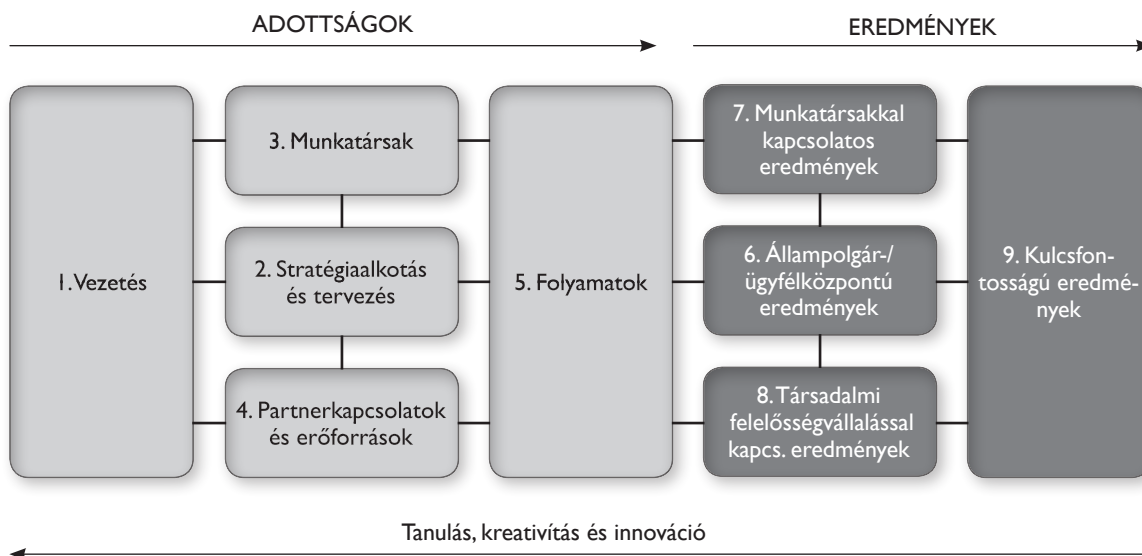 ADOTTSÁGOK
EREDMÉNYEK
1. Vezetés
3. Munkatársak
2. Stratégiaalkotás
és tervezés
4. Partnerkapcsolatok
és erőforrások
5. Folyamatok
7. Munkatársakkal
kapcsolatos
eredmények
6. Állampolgár-/
ügyfélközpontú
eredmények
8. Társadalmi
felelősségvállalással
kapcs. eredmények
9. Kulcsfon-
tosságú eredmé-
nyek
Tanulás, kreativítás és innováció